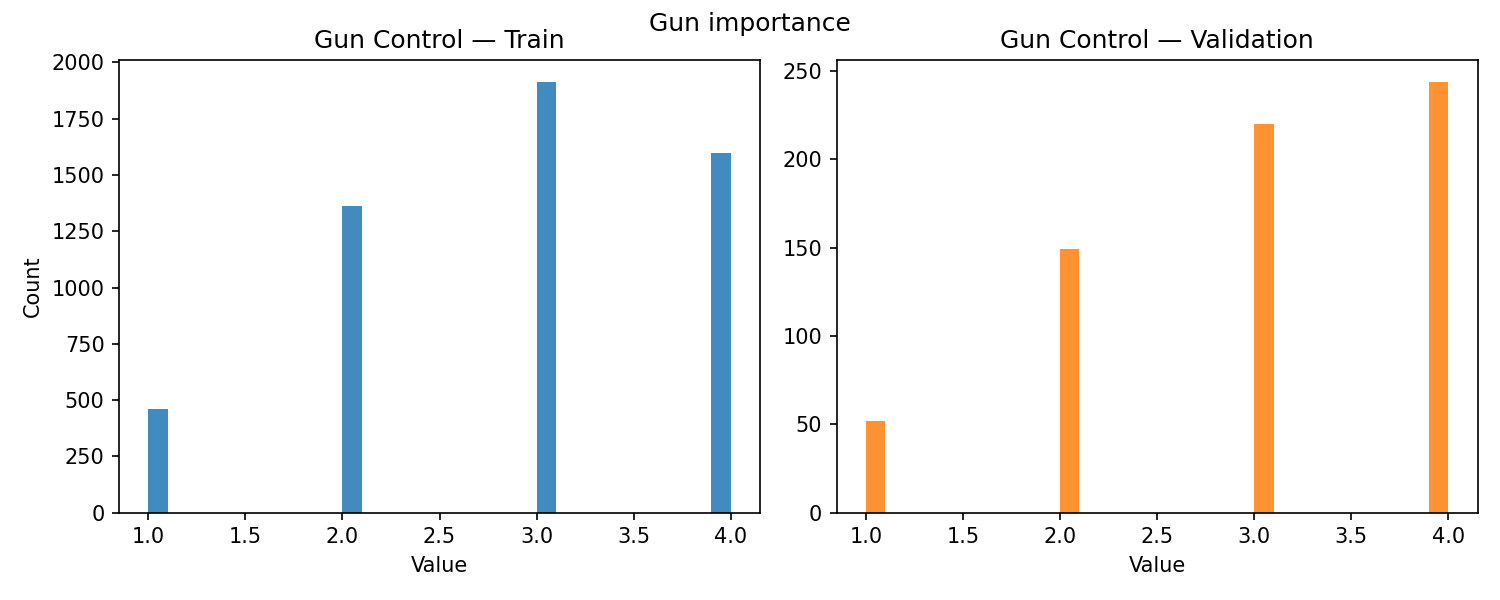 Gun importance
Gun Control — Train
2000
1750
1500
1250
1000
750
500
250
0
Count
1.0 1.5 2.0 2.5 3.0 3.5 4.0
Value
Gun Control — Validation
250
200
150
100
50
0
1.0 1.5 2.0 2.5 3.0 3.5 4.0
Value